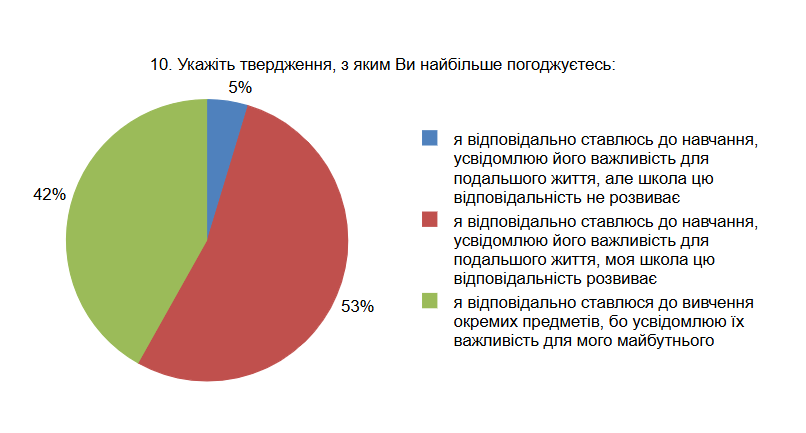 10. Укажіть твердження, з яким Ви найбільше погоджуєтесь:
5%
42%
53%
я відповідально ставлюсь до навчання,
усвідомлюю його важливість для
подальшого життя, але школа цю
відповідальність не розвиває
я відповідально ставлюсь до навчання,
усвідомлюю його важливість для
подальшого життя, моя школа цю
відповідальність розвиває
я відповідально ставлюся до вивчення
окремих предметів, бо усвідомлюю їх
важливість для мого майбутнього